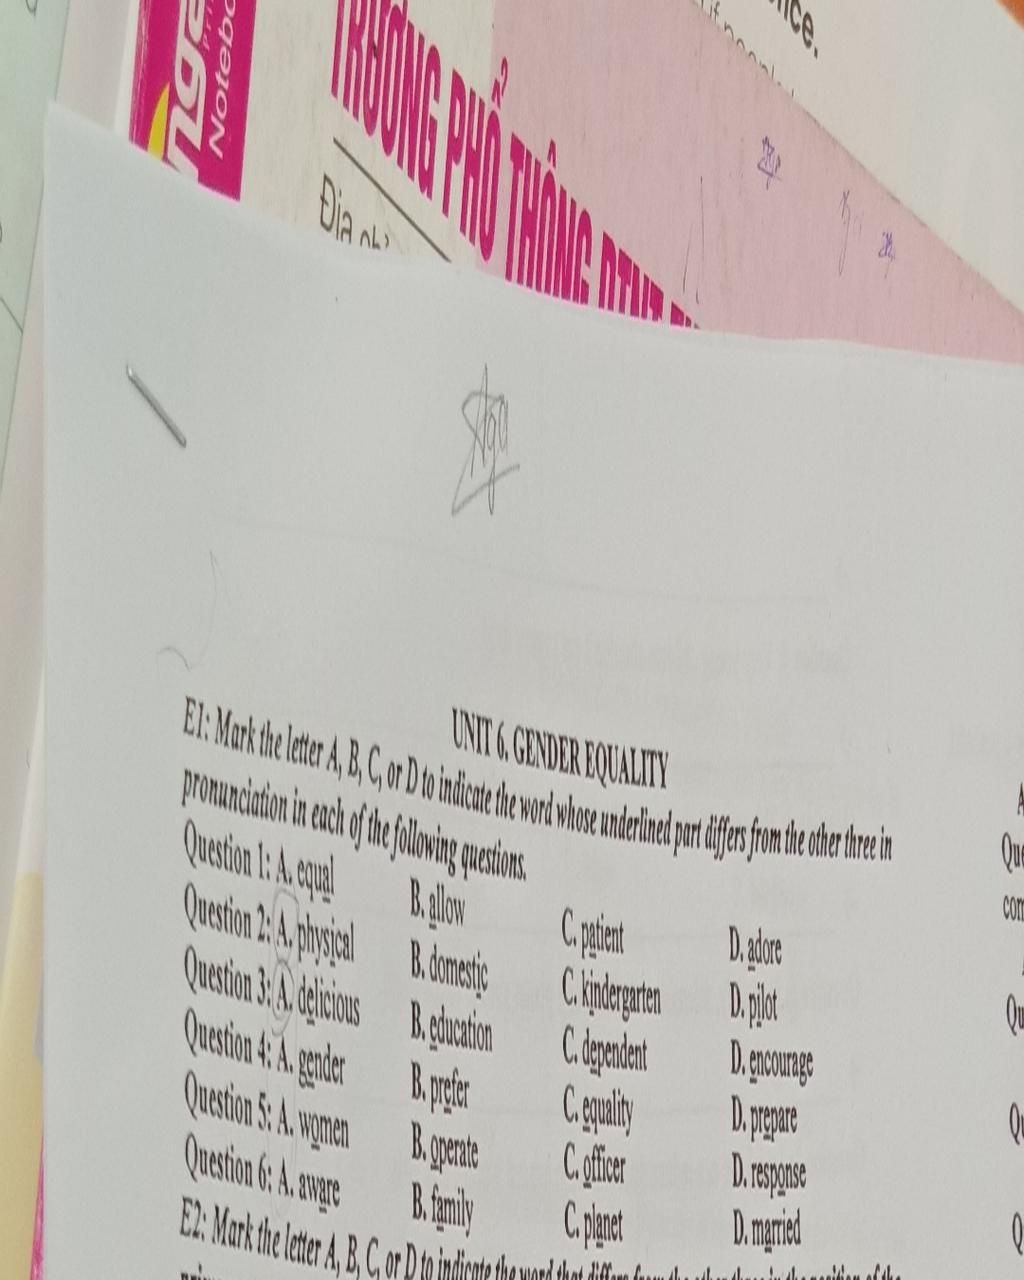 Notebo
TRƯỜNG PHỔ THÔNG DTNT
Địa
UNIT 6. GENDER EQUALITY
E1: Mark the letter A, B, C, or D to indicate the word whose underlined part differs from the other three in
pronunciation in each of the following questions.
Question 1: A. equal B. allow C. patient D. adore
Question 2: A. physical B. domestic C. kindergarten D. pilot
Question 3: A. delicious B. education C. dependent D. encourage
Question 4: A. gender B. prefer C. equality D. prepare
Question 5: A. women B. operate C. officer D. response
Question 6: A. aware B. family C. planet D. married
E2: Mark the letter A, B, C, or D to indicate the word that differs from the other three in the position of the